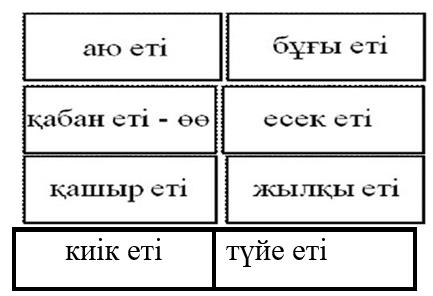 аю еті
бұғы еті
қабан еті - өө
есек еті
қашыр еті
жылқы еті
киік еті
түйе еті